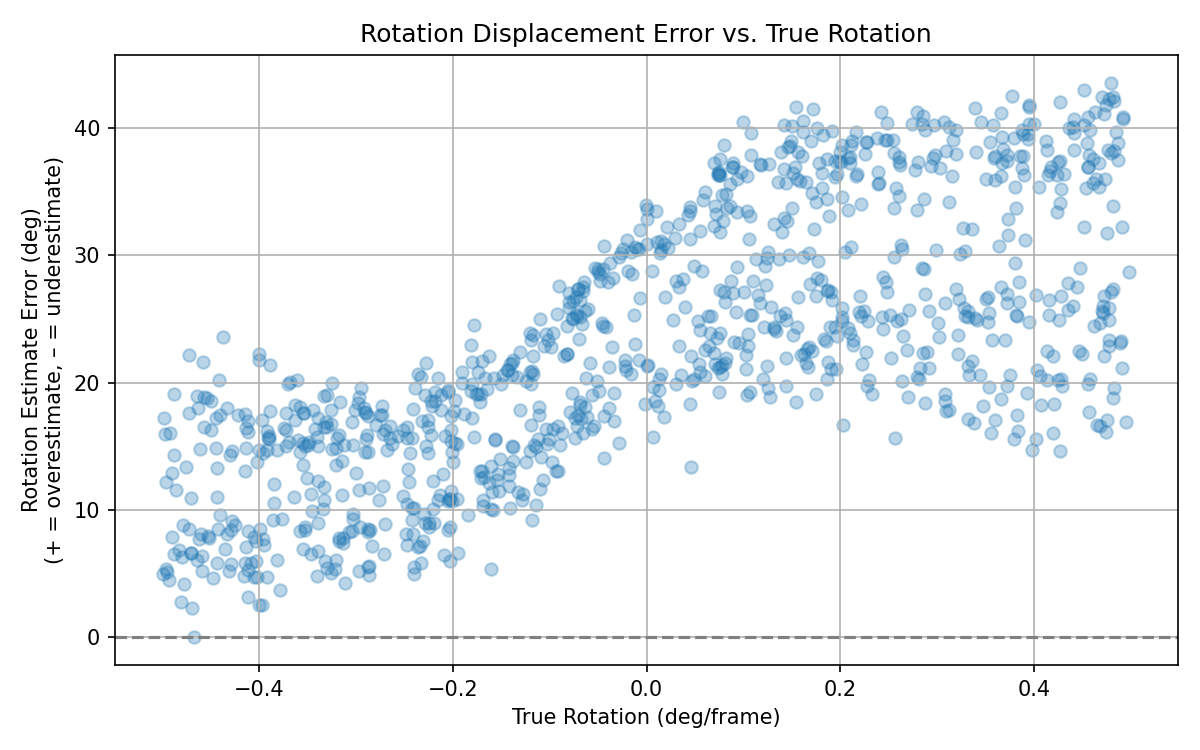 Rotation Displacement Error vs. True Rotation
Rotation Estimate Error (deg)
(+ = overestimate, – = underestimate)
40
30
20
10
0
−0.4
−0.2
0.0
0.2
0.4
True Rotation (deg/frame)